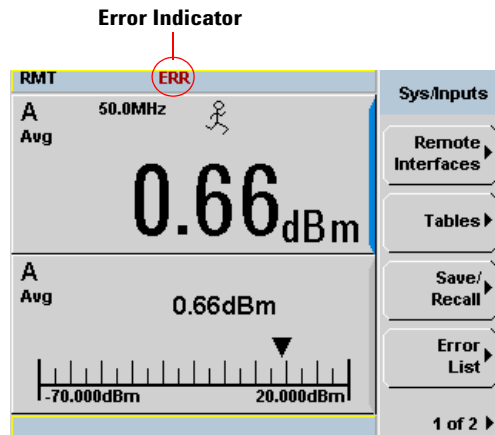 Error Indicator
RMT ERR
Sys/Inputs
A 50.0MHz
Avg
0.66dBm
Remote
Interfaces
Tables
A
Avg
0.66dBm
Save/
Recall
-70.000dBm 20.000dBm
Error
List
1 of 2